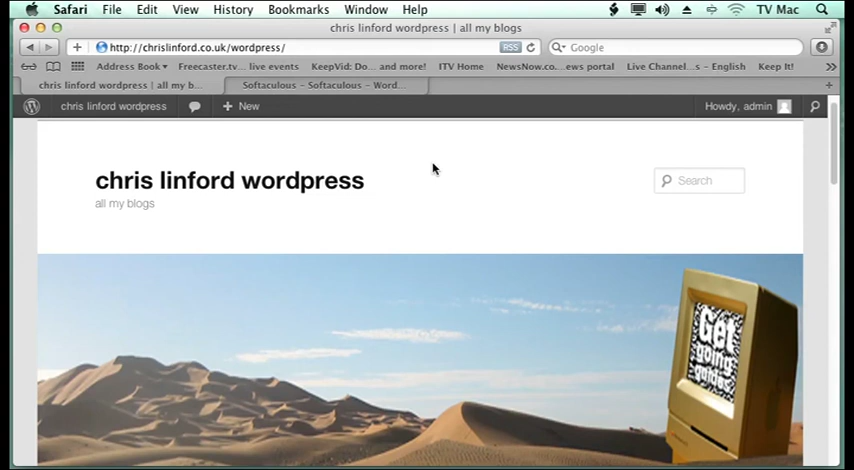 Safari File Edit View History Bookmarks Window Help TV Mac
chris linford wordpress | all my blogs
http://chrislinford.co.uk/wordpress/ RSS Google
Address Book Freecaster.tv... live events KeepVid: Do... and more! ITV Home NewsNow.co....ews portal Live Channel...s – English Keep It!
chris linford wordpress | all my b... Softaculous – Softaculous – Word...
chris linford wordpress + New Howdy, admin
chris linford wordpress
Search
all my blogs
Get
going
guides